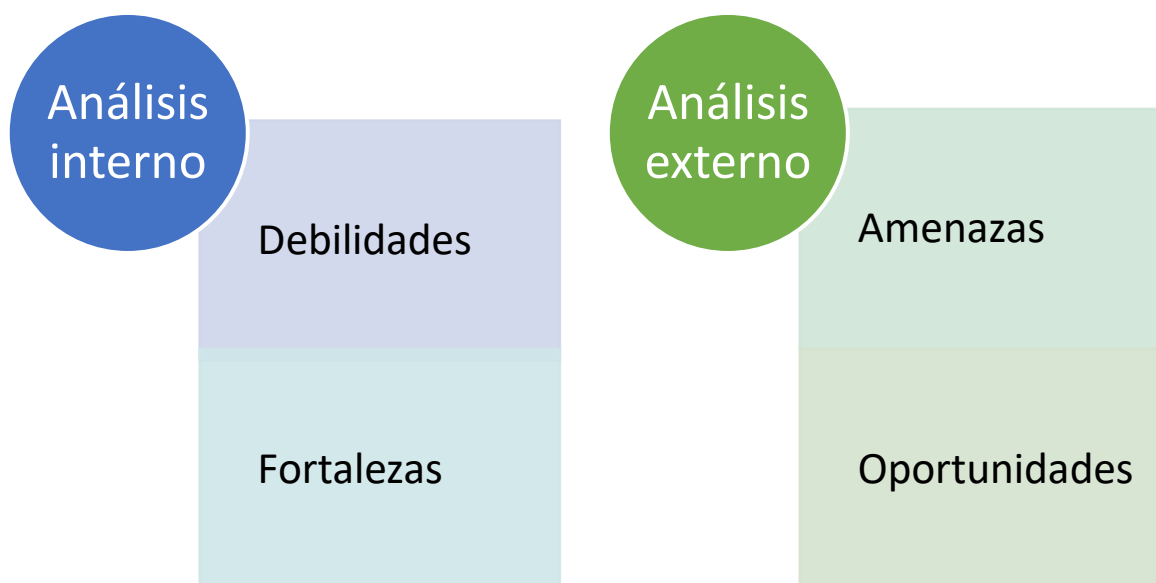 Análisis
interno
Debilidades
Fortalezas
Análisis
externo
Amenazas
Oportunidades